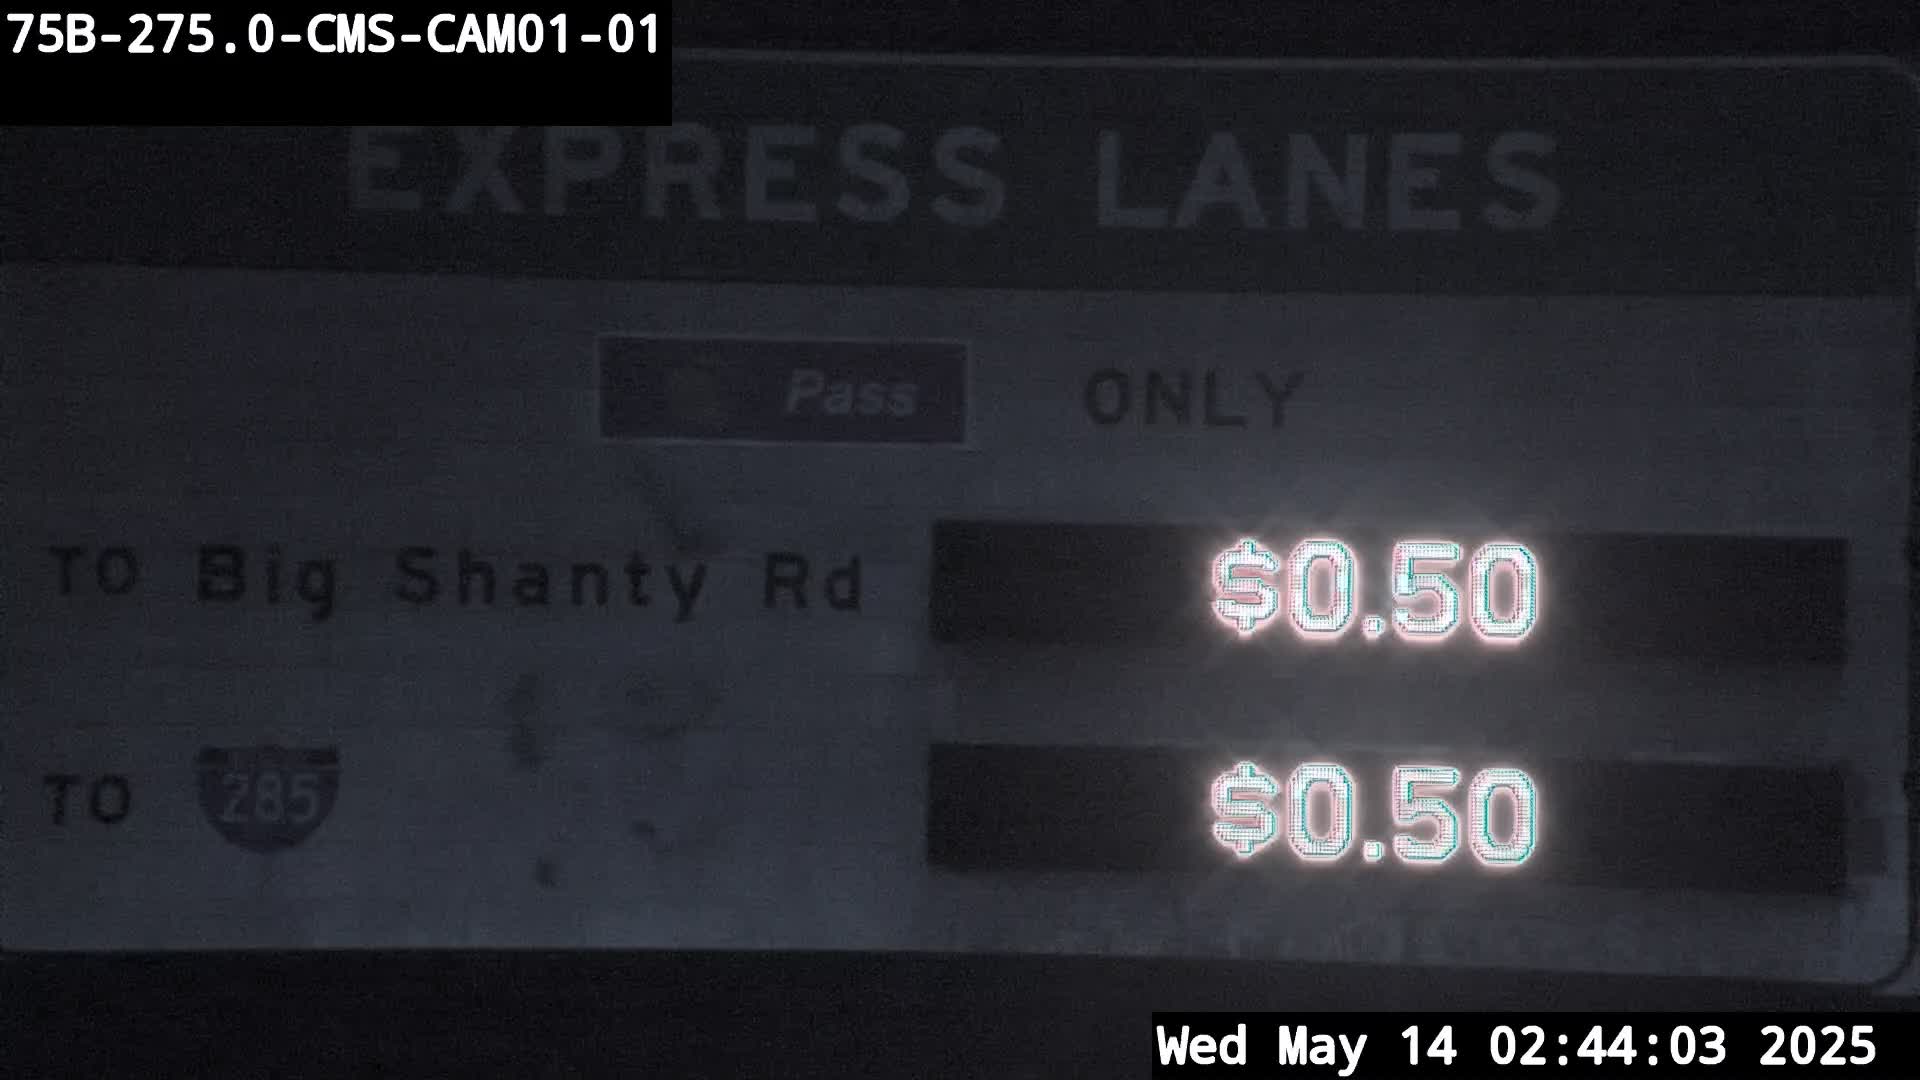 75B-275.0-CMS-CAM01-01
EXPRESS LANES
Pass ONLY
TO Big Shanty Rd $0.50
TO 285 $0.50
Wed May 14 02:44:03 2025